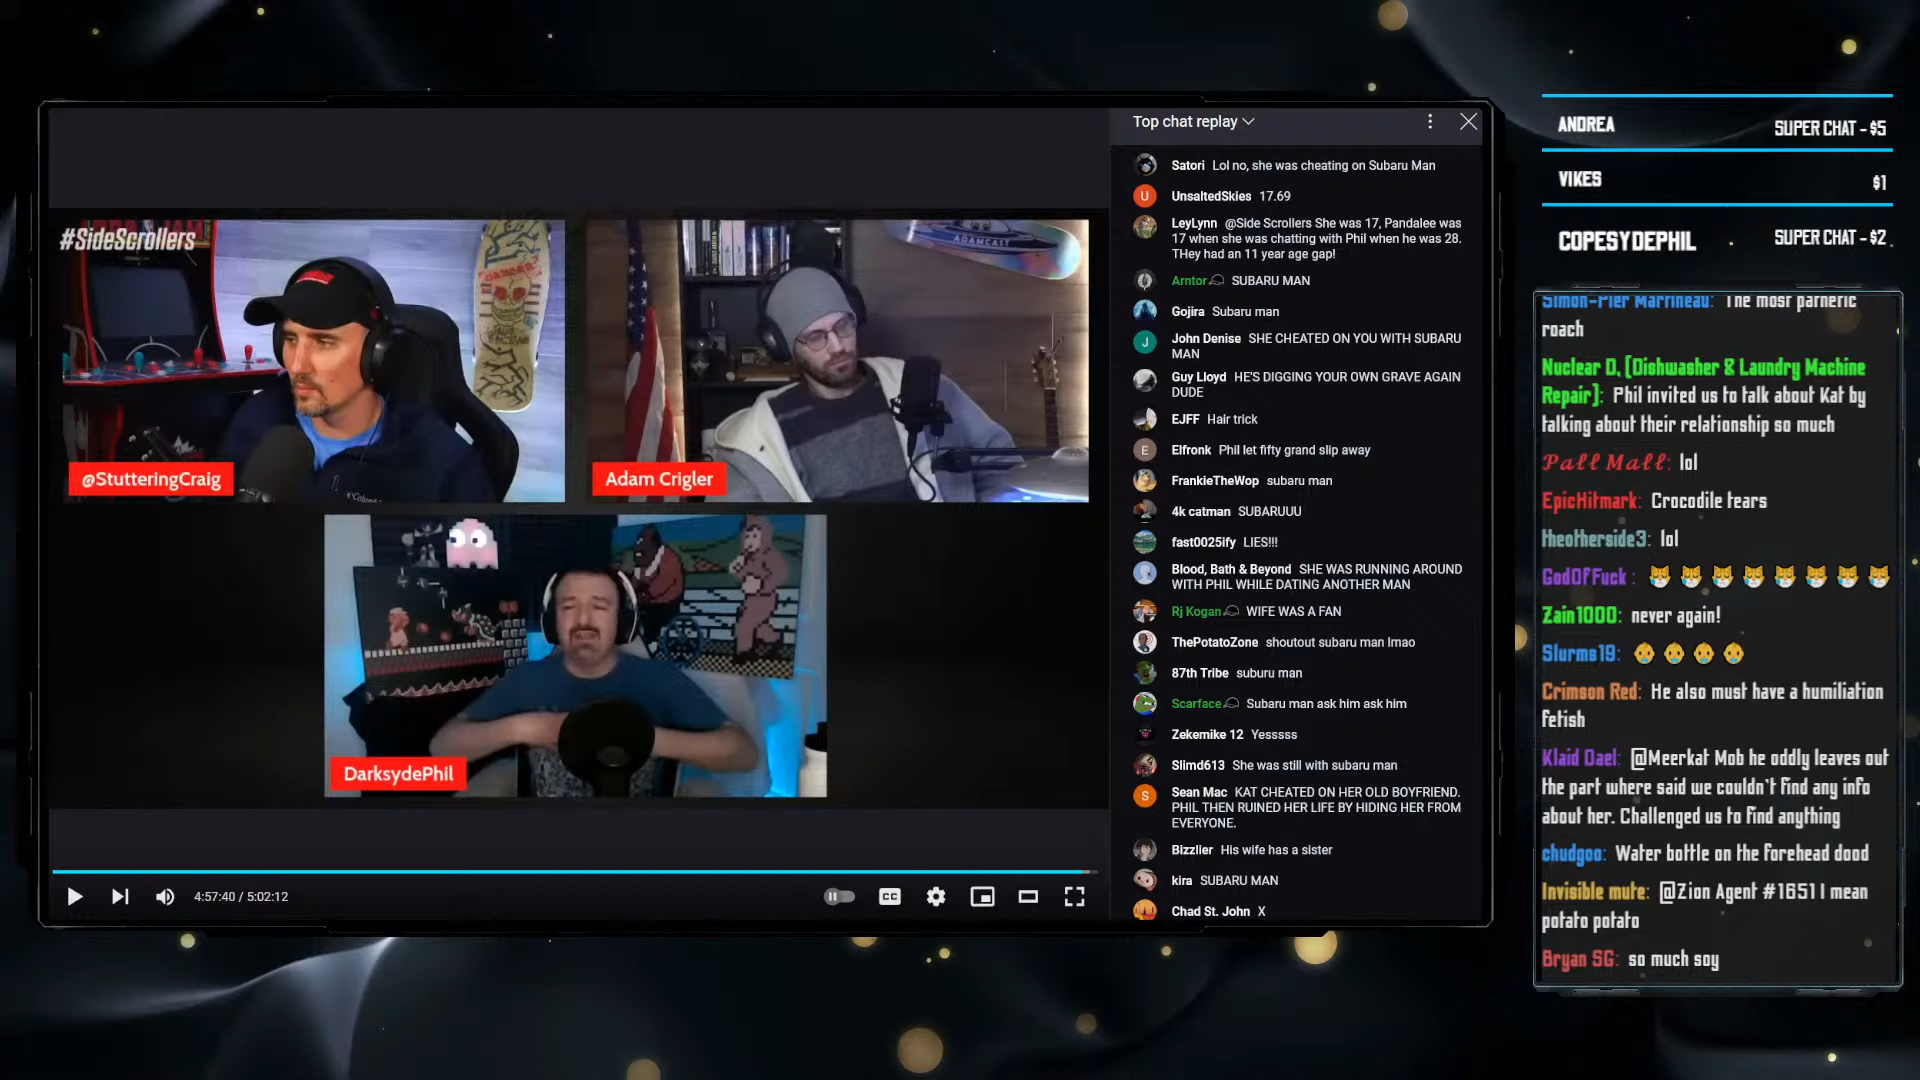 #SideScrollers
@StutteringCraig
ADAMCAST
Adam Crigler
DarksydePhil
4:57:40 / 5:02:12
CC
Top chat replay
Satori Lol no, she was cheating on Subaru Man
U UnsaltedSkies 17.69
LeyLynn @Side Scrollers She was 17, Pandalee was
17 when she was chatting with Phil when he was 28.
THey had an 11 year age gap!
Arntor SUBARU MAN
Gojira Subaru man
J John Denise SHE CHEATED ON YOU WITH SUBARU
MAN
Guy Lloyd HE'S DIGGING YOUR OWN GRAVE AGAIN
DUDE
EJFF Hair trick
E Elfronk Phil let fifty grand slip away
FrankieTheWop subaru man
4k catman SUBARUUU
fast0025ify LIES!!!
Blood, Bath & Beyond SHE WAS RUNNING AROUND
WITH PHIL WHILE DATING ANOTHER MAN
Rj Kogan WIFE WAS A FAN
ThePotatoZone shoutout subaru man lmao
87th Tribe suburu man
Scarface Subaru man ask him ask him
Zekemike 12 Yesssss
Slimd613 She was still with subaru man
S Sean Mac KAT CHEATED ON HER OLD BOYFRIEND.
PHIL THEN RUINED HER LIFE BY HIDING HER FROM
EVERYONE.
Bizzlier His wife has a sister
kira SUBARU MAN
Chad St. John X
ANDREA SUPER CHAT - $5
VIKES $1
COPESYDEPHIL SUPER CHAT - $2
Simon-Pier Marrineau: The most parheric
roach
Nuclear D, (Dishwasher & Laundry Machine
Repair): Phil invited us to talk about Kat by
talking about their relationship so much
Pall Mall: lol
EpicHitmark: Crocodile tears
theotherside3: lol
GodOfFuck : 😿😿😿😿😿😿😿😿
Zain1000: never again!
Slurms19: 👶👶👶👶
Crimson Red: He also must have a humiliation
fetish
Klaid Dael: @Meerkat Mob he oddly leaves out
the part where said we couldn't find any info
about her. Challenged us to find anything
chudgoo: Water bottle on the forehead dood
Invisible mute: @Zion Agent #1651 I mean
potato potato
Bryan SG: so much soy